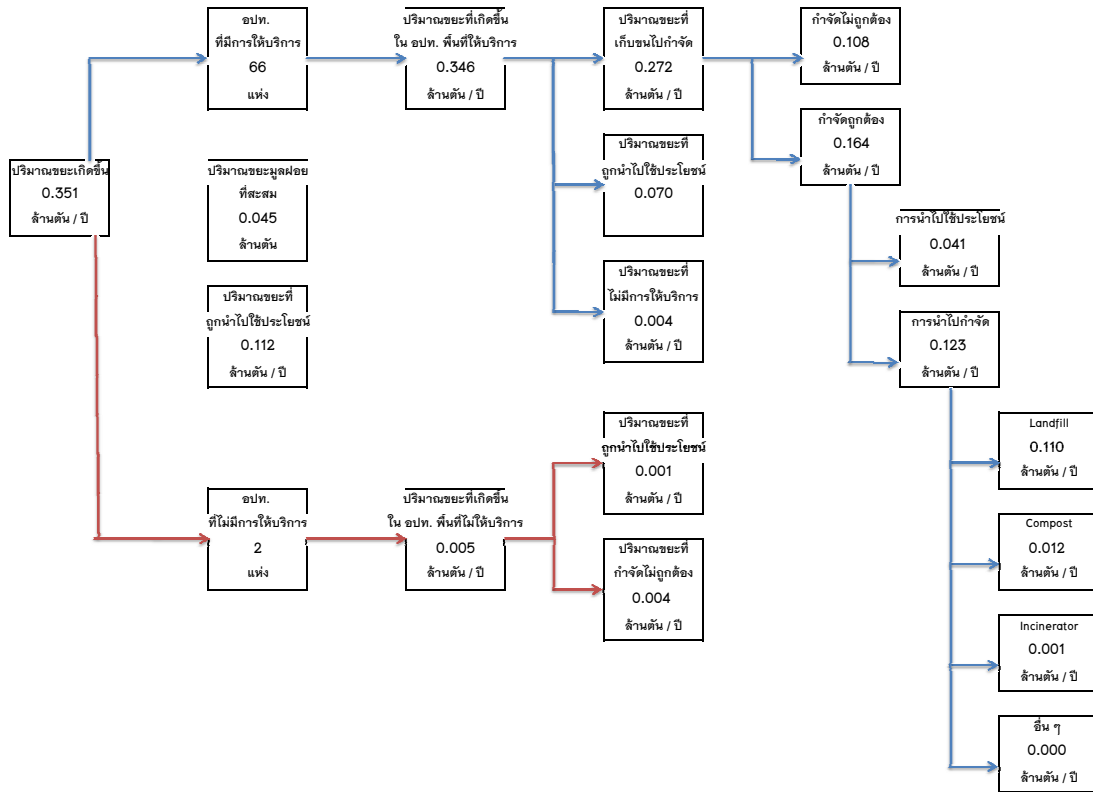 อปท.
ที่มีการให้บริการ
66
แห่ง
ปริมาณขยะที่เกิดขึ้น
ใน อปท. พื้นที่ให้บริการ
0.346
ล้านตัน / ปี
ปริมาณขยะที่
เก็บขนไปกำจัด
0.272
ล้านตัน / ปี
กำจัดไม่ถูกต้อง
0.108
ล้านตัน / ปี
กำจัดถูกต้อง
0.164
ล้านตัน / ปี
ปริมาณขยะเกิดขึ้น
0.351
ล้านตัน / ปี
ปริมาณขยะมูลฝอย
ที่สะสม
0.045
ล้านตัน
ปริมาณขยะที่
ถูกนำไปใช้ประโยชน์
0.070
การนำไปใช้ประโยชน์
0.041
ล้านตัน / ปี
ปริมาณขยะที่
ถูกนำไปใช้ประโยชน์
0.112
ล้านตัน / ปี
ปริมาณขยะที่
ไม่มีการให้บริการ
0.004
ล้านตัน / ปี
การนำไปกำจัด
0.123
ล้านตัน / ปี
ปริมาณขยะที่
ถูกนำไปใช้ประโยชน์
0.001
ล้านตัน / ปี
Landfill
0.110
ล้านตัน / ปี
อปท.
ที่ไม่มีการให้บริการ
2
แห่ง
ปริมาณขยะที่เกิดขึ้น
ใน อปท. พื้นที่ไม่ให้บริการ
0.005
ล้านตัน / ปี
ปริมาณขยะที่
กำจัดไม่ถูกต้อง
0.004
ล้านตัน / ปี
Compost
0.012
ล้านตัน / ปี
Incinerator
0.001
ล้านตัน / ปี
อื่น ๆ
0.000
ล้านตัน / ปี